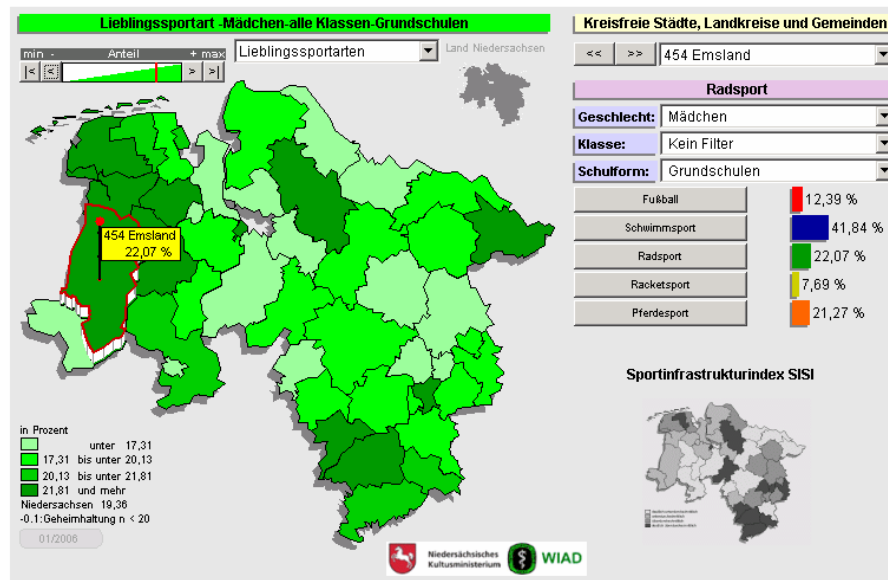 Lieblingssportart -Mädchen-alle Klassen-Grundschulen
min - Anteil + max
|< < > >|
Lieblingssportarten
Land Niedersachsen
454 Emsland
22,07 %
in Prozent
unter 17,31
17,31 bis unter 20,13
20,13 bis unter 21,81
21,81 und mehr
Niedersachsen 19,36
-0.1:Geheimhaltung n < 20
01/2006
Kreisfreie Städte, Landkreise und Gemeinden
<< >> 454 Emsland
Radsport
Geschlecht: Mädchen
Klasse: Kein Filter
Schulform: Grundschulen
Fußball 12,39 %
Schwimmsport 41,84 %
Radsport 22,07 %
Racketsport 7,69 %
Pferdesport 21,27 %
Sportinfrastrukturindex SISI
Niedersächsisches
Kultusministerium
WIAD